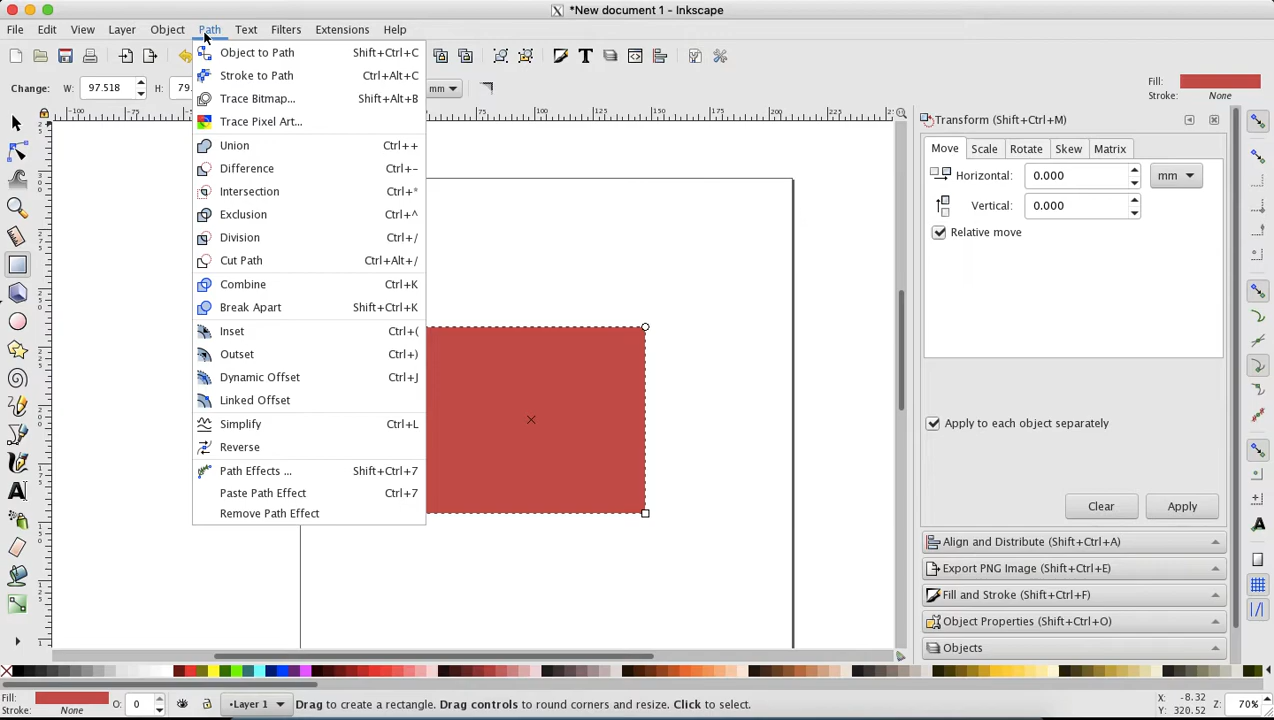 *New document 1 - Inkscape
File Edit View Layer Object Path Text Filters Extensions Help
Object to Path Shift+Ctrl+C
Stroke to Path Ctrl+Alt+C
Trace Bitmap... Shift+Alt+B
Trace Pixel Art...
Union Ctrl++
Difference Ctrl+–
Intersection Ctrl+*
Exclusion Ctrl+^
Division Ctrl+/
Cut Path Ctrl+Alt+/
Combine Ctrl+K
Break Apart Shift+Ctrl+K
Inset Ctrl+(
Outset Ctrl+)
Dynamic Offset Ctrl+J
Linked Offset
Simplify Ctrl+L
Reverse
Path Effects ... Shift+Ctrl+7
Paste Path Effect Ctrl+7
Remove Path Effect
Change: W: 97.518 H: 79. mm
Fill:
Stroke: None
Transform (Shift+Ctrl+M)
Move Scale Rotate Skew Matrix
Horizontal: 0.000 mm
Vertical: 0.000
Relative move
Apply to each object separately
Clear Apply
Align and Distribute (Shift+Ctrl+A)
Export PNG Image (Shift+Ctrl+E)
Fill and Stroke (Shift+Ctrl+F)
Object Properties (Shift+Ctrl+O)
Objects
Fill:
Stroke: None
O: 0
•Layer 1
Drag to create a rectangle. Drag controls to round corners and resize. Click to select.
X: -8.32
Y: 320.52
Z: 70%